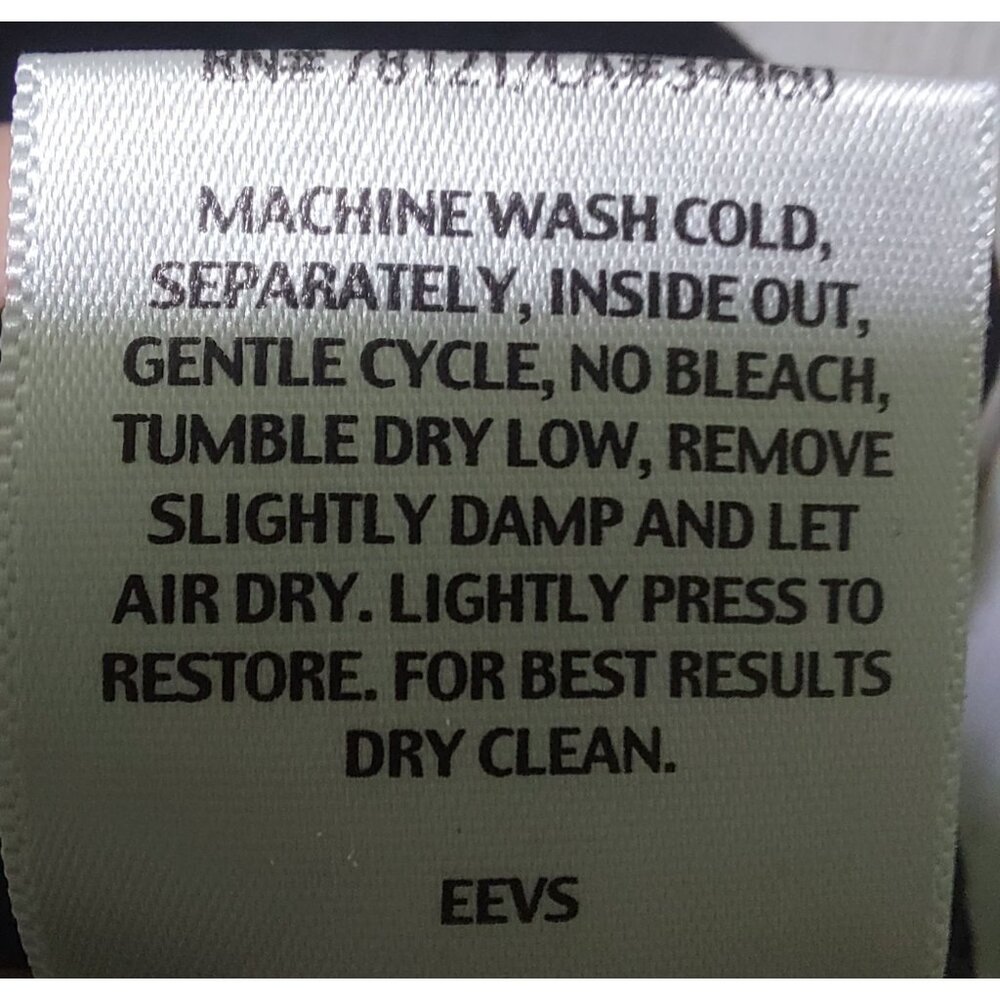 MACHINE WASH COLD,
SEPARATELY, INSIDE OUT,
GENTLE CYCLE, NO BLEACH,
TUMBLE DRY LOW, REMOVE
SLIGHTLY DAMP AND LET
AIR DRY. LIGHTLY PRESS TO
RESTORE. FOR BEST RESULTS
DRY CLEAN.
EEVS